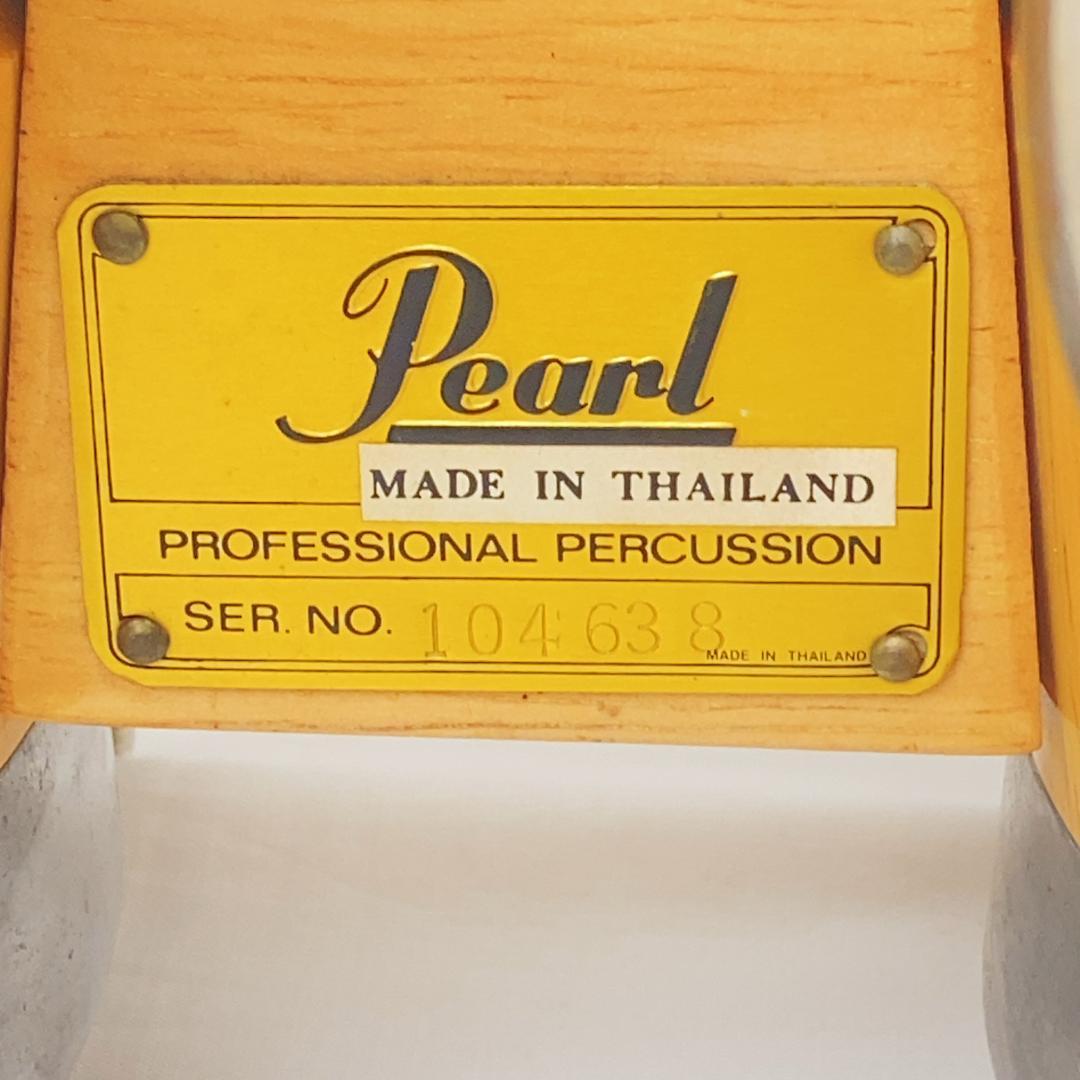 Pearl
MADE IN THAILAND
PROFESSIONAL PERCUSSION
SER. NO. 104638
MADE IN THAILAND